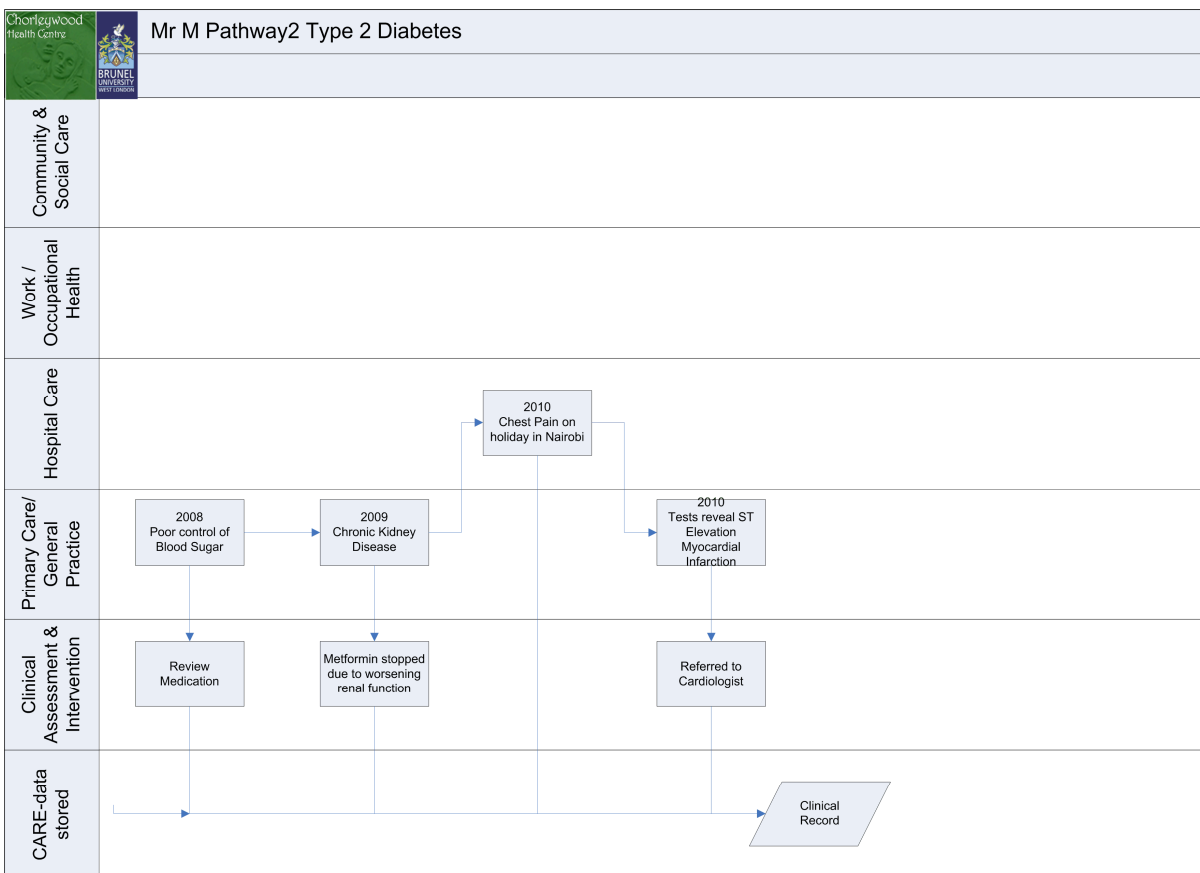 Chorleywood
Health Centre
BRUNEL
UNIVERSITY
WEST LONDON
Mr M Pathway2 Type 2 Diabetes
Community &
Social Care
Work /
Occupational
Health
Hospital Care
2010
Chest Pain on
holiday in Nairobi
Primary Care/
General
Practice
2008
Poor control of
Blood Sugar
2009
Chronic Kidney
Disease
2010
Tests reveal ST
Elevation
Myocardial
Infarction
Clinical
Assessment &
Intervention
Review
Medication
Metformin stopped
due to worsening
renal function
Referred to
Cardiologist
CARE-data
stored
Clinical
Record